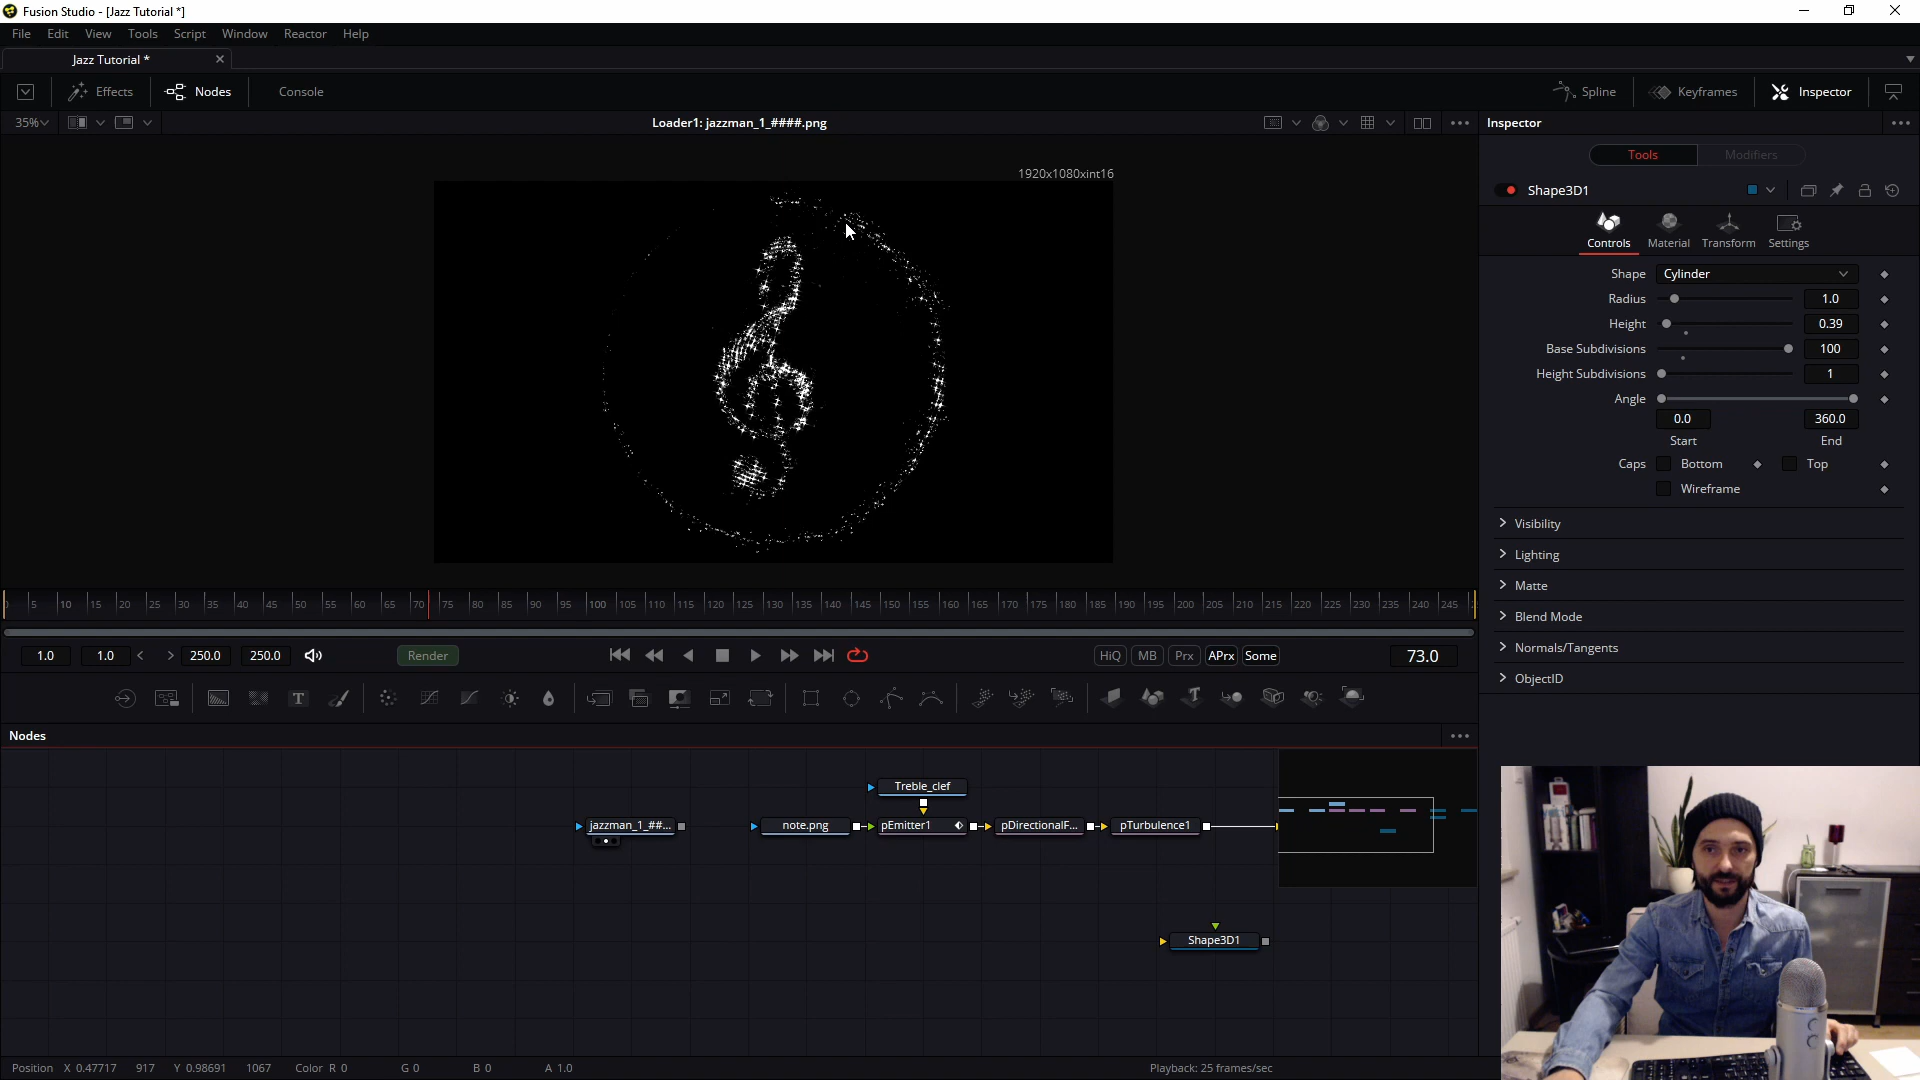 Fusion Studio - [Jazz Tutorial *]
File Edit View Tools Script Window Reactor Help
Jazz Tutorial *
Effects Nodes Console Spline Keyframes Inspector
35% Loader1: jazzman_1_####.png Inspector
Tools Modifiers
1920x1080xint16
Shape3D1
Controls Material Transform Settings
Shape Cylinder
Radius 1.0
Height 0.39
Base Subdivisions 100
Height Subdivisions 1
Angle
0.0 360.0
Start End
Caps Bottom Top
Wireframe
Visibility
Lighting
Matte
Blend Mode
Normals/Tangents
ObjectID
5 10 15 20 25 30 35 40 45 50 55 60 65 70 75 80 85 90 95 100 105 110 115 120 125 130 135 140 145 150 155 160 165 170 175 180 185 190 195 200 205 210 215 220 225 230 235 240 245
1.0 1.0 250.0 250.0 Render HiQ MB Prx APrx Some 73.0
Nodes
Treble_clef
jazzman_1_##... note.png pEmitter1 pDirectionalF... pTurbulence1
Shape3D1
Position X 0.47717 917 Y 0.98691 1067 Color R 0 G 0 B 0 A 1.0 Playback: 25 frames/sec